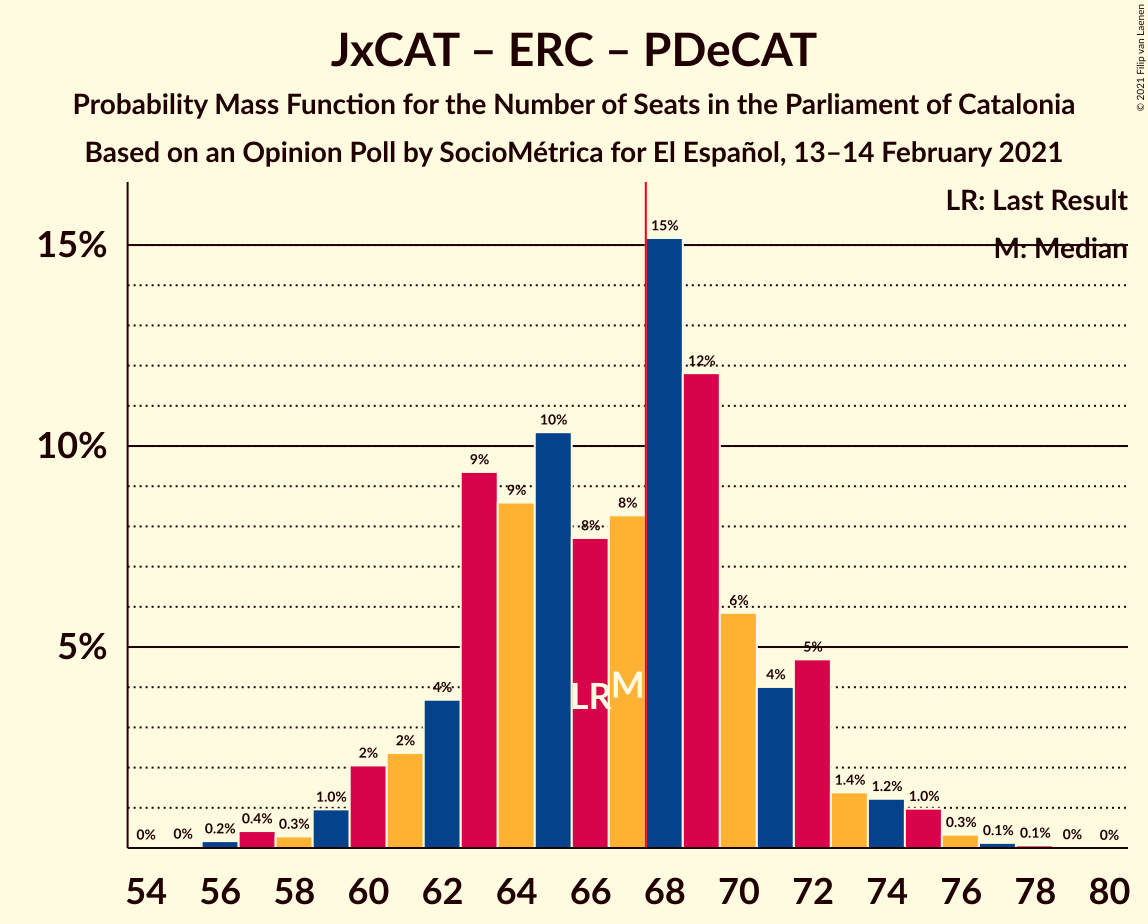 JxCAT – ERC – PDeCAT
Probability Mass Function for the Number of Seats in the Parliament of Catalonia
Based on an Opinion Poll by SocioMétrica for El Español, 13–14 February 2021
© 2021 Filip van Laenen
LR: Last Result
M: Median
15%
10%
5%
0% 0% 0.2% 0.4% 0.3% 1.0% 2% 2% 4% 9% 9% 10% 8% 8% 15% 12% 6% 4% 5% 1.4% 1.2% 1.0% 0.3% 0.1% 0.1% 0% 0%
LR M
54 56 58 60 62 64 66 68 70 72 74 76 78 80